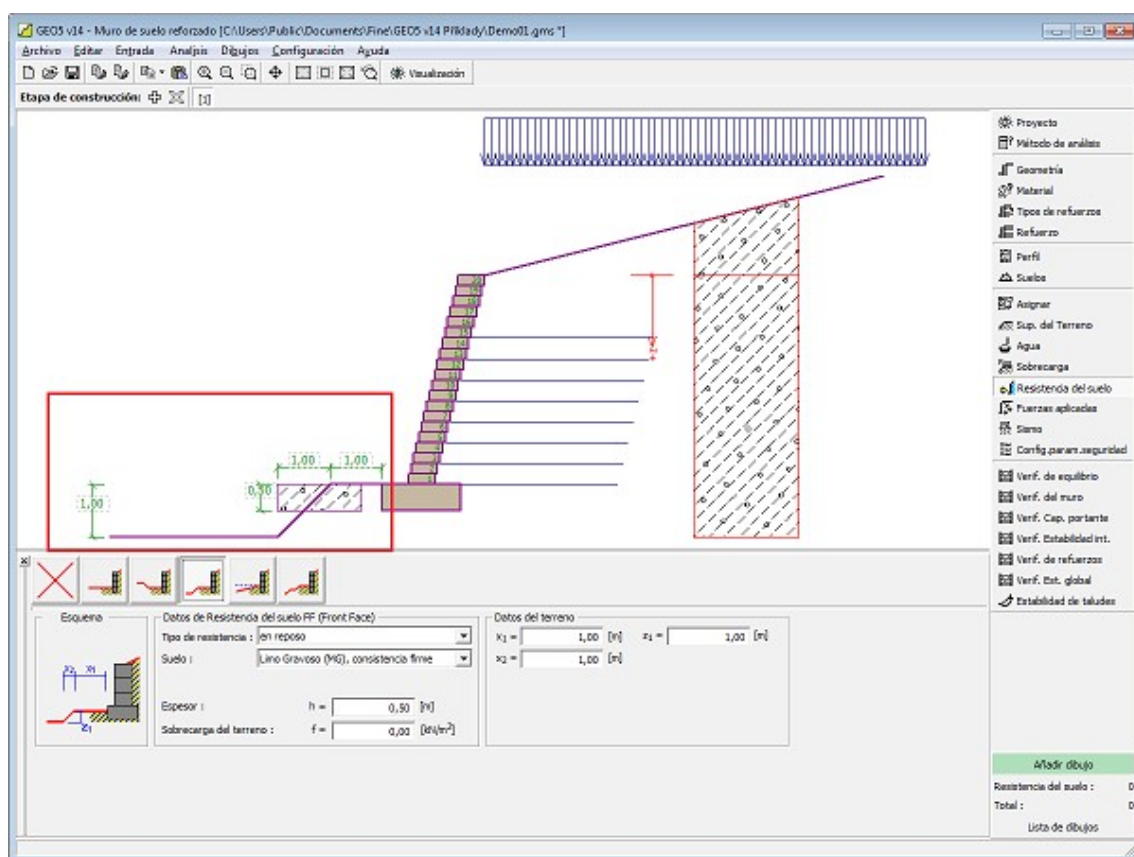 GEO5 v14 - Muro de suelo reforzado [C:\Users\Public\Documents\Fine\GEO5 v14 Příklady\Demo01.gms *]
Archivo Editar Entrada Analjsis Dibujos Configuración Ayuda
Visualización
Etapa de construcción: [1]
Proyecto
Método de análisis
Geometría
Material
Tipos de refuerzos
Refuerzo
Perfil
Suelos
Asignar
Sup. del Terreno
Agua
Sobrecarga
Resistencia del suelo
Fuerzas aplicadas
Sismo
Config.param.seguridad
Verif. de equilibrio
Verif. del muro
Verif. Cap. portante
Verif. Estabilidad int.
Verif. de refuerzos
Verif. Est. global
Estabilidad de taludes
+z
1,00 1,00
0,50
1,00
Esquema
x2 x1
z1
Datos de Resistencia del suelo FF (Front Face)
Tipo de resistencia : en reposo
Suelo : Limo Gravoso (MG), consistencia firme
Espesor : h = 0,50 [m]
Sobrecarga del terreno : f = 0,00 [kN/m²]
Datos del terreno
x1 = 1,00 [m] z1 = 1,00 [m]
x2 = 1,00 [m]
Añadir dibujo
Resistencia del suelo : 0
Total : 0
Lista de dibujos